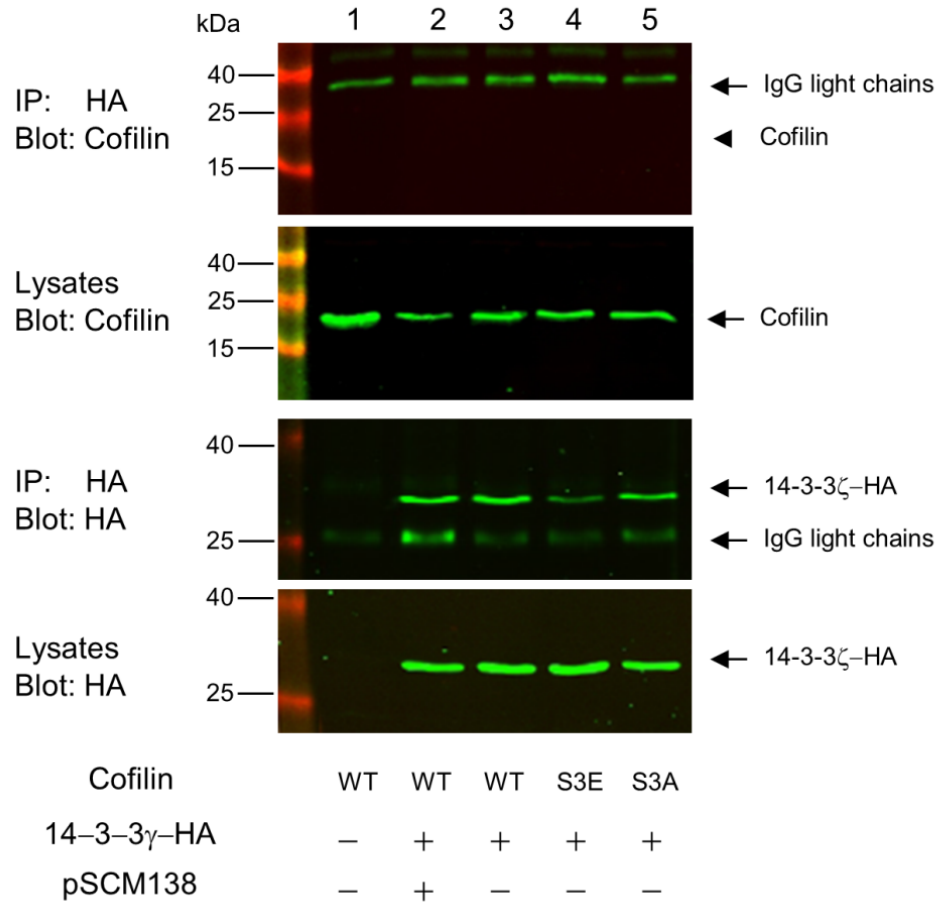 kDa 1 2 3 4 5
IP: HA
Blot: Cofilin
40
25
15
IgG light chains
Cofilin
Lysates
Blot: Cofilin
40
25
15
Cofilin
IP: HA
Blot: HA
40
25
14-3-3ζ–HA
IgG light chains
Lysates
Blot: HA
40
25
14-3-3ζ–HA
Cofilin WT WT WT S3E S3A
14–3–3γ–HA – + + + +
pSCM138 – + – – –